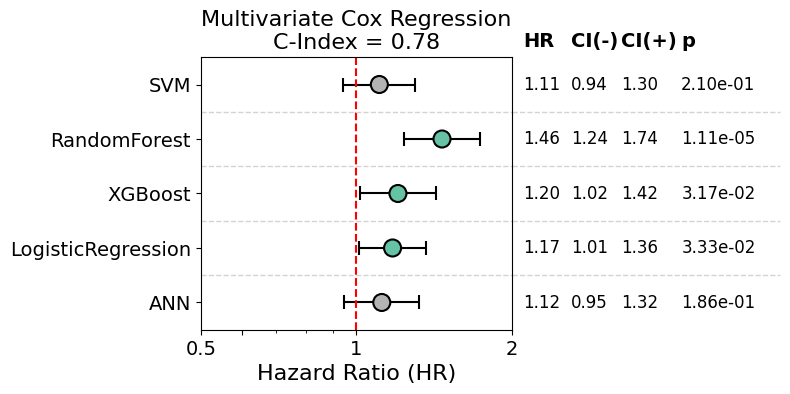 Multivariate Cox Regression
C-Index = 0.78
HR CI(-) CI(+) p
SVM 1.11 0.94 1.30 2.10e-01
RandomForest 1.46 1.24 1.74 1.11e-05
XGBoost 1.20 1.02 1.42 3.17e-02
LogisticRegression 1.17 1.01 1.36 3.33e-02
ANN 1.12 0.95 1.32 1.86e-01
0.5 1 2
Hazard Ratio (HR)